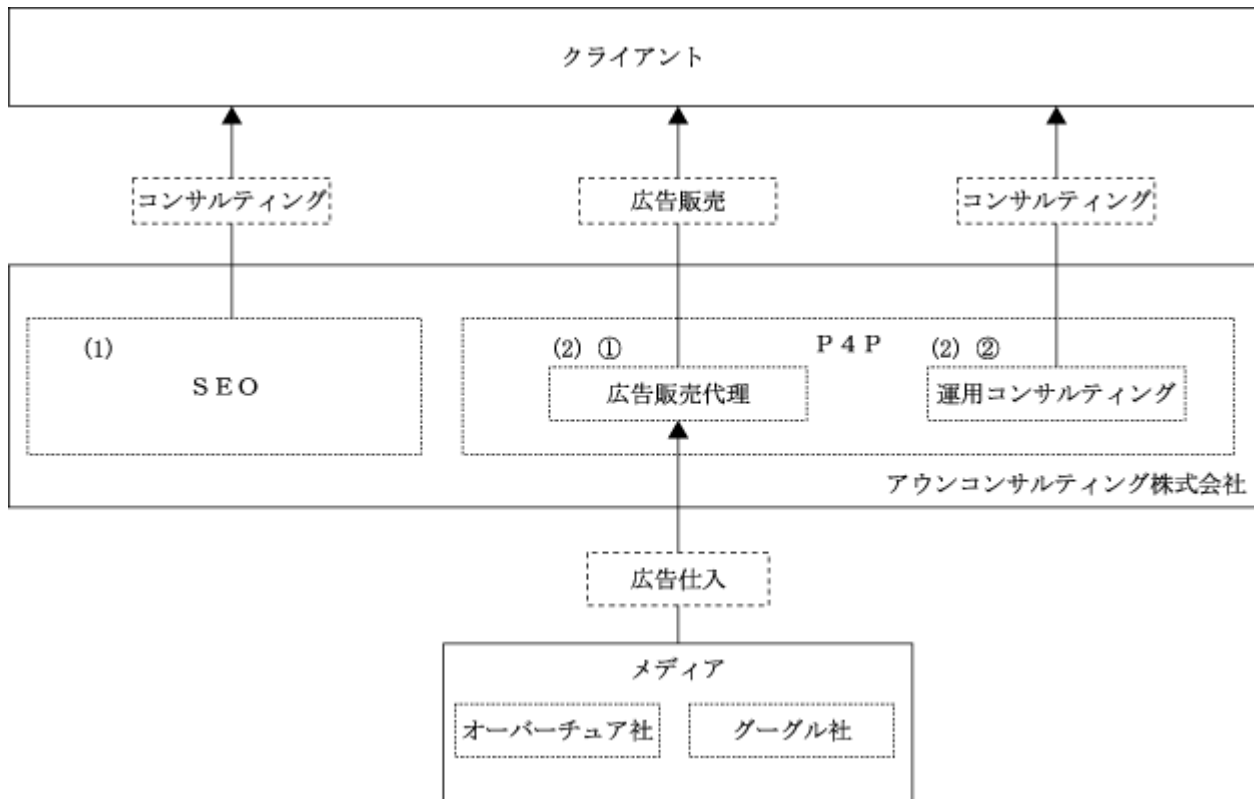 クライアント
コンサルティング
広告販売
コンサルティング
(1)
SEO
(2) ①
P4P
(2) ②
広告販売代理
運用コンサルティング
アウンコンサルティング株式会社
広告仕入
メディア
オーバーチュア社
グーグル社